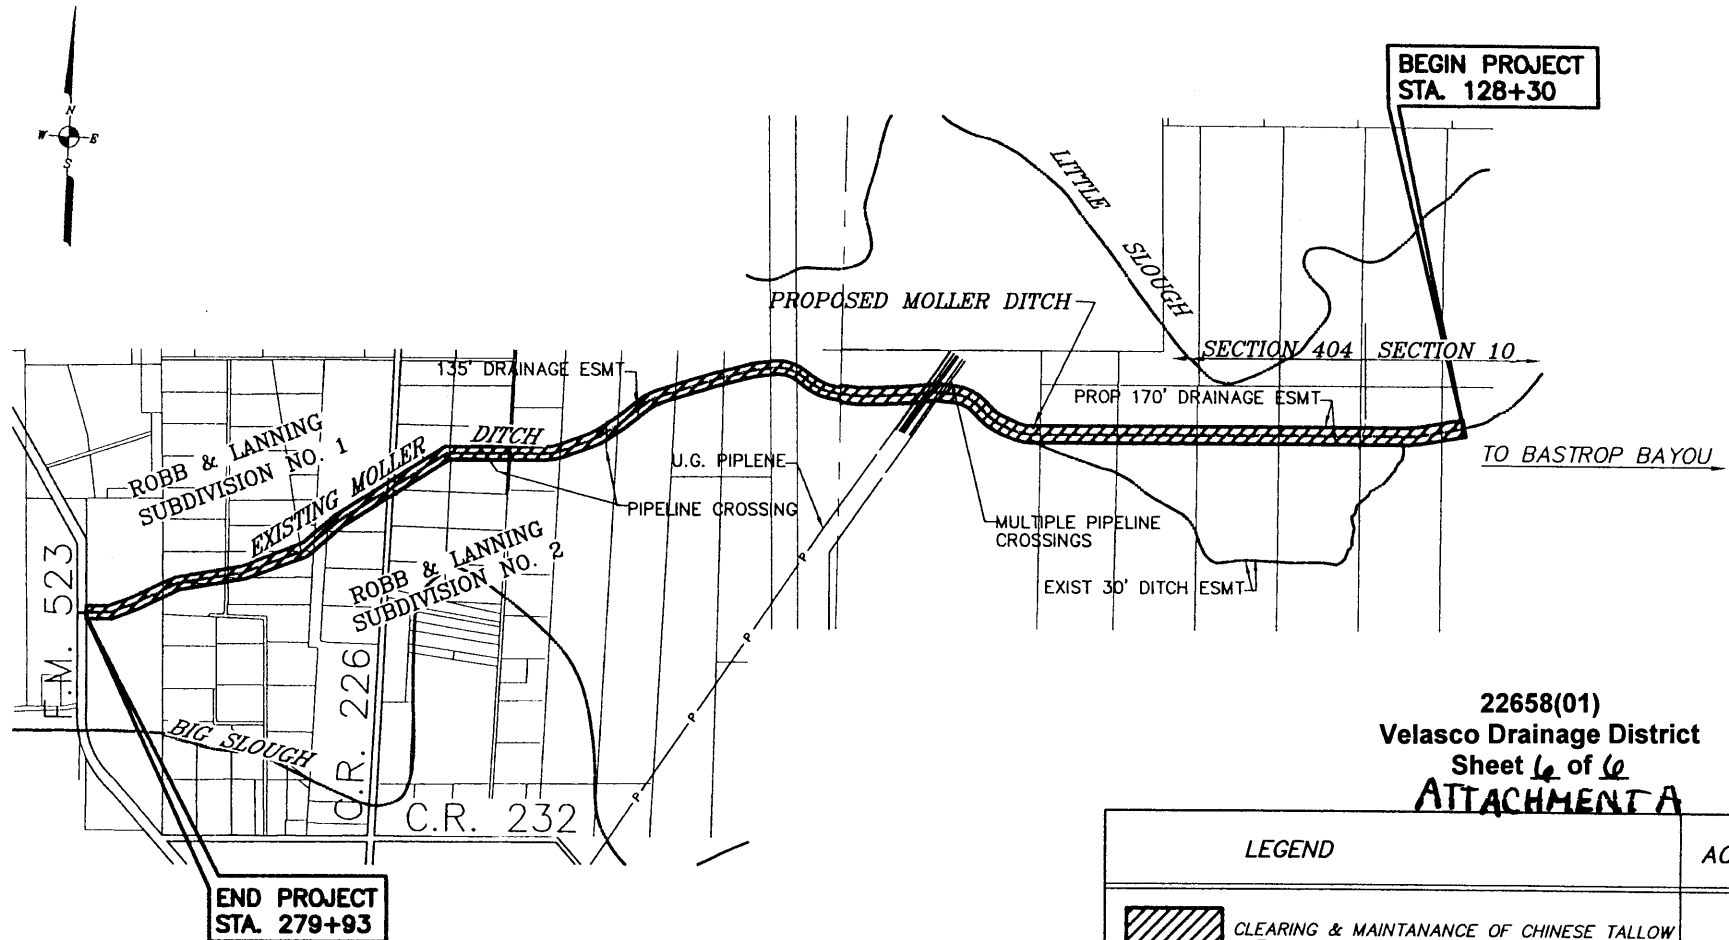 N
W E
S
BEGIN PROJECT
STA. 128+30
LITTLE
SLOUGH
PROPOSED MOLLER DITCH
SECTION 404 SECTION 10
135' DRAINAGE ESMT
PROP 170' DRAINAGE ESMT
ROBB & LANNING
SUBDIVISION NO. 1
EXISTING MOLLER
DITCH
U.G. PIPLENE
TO BASTROP BAYOU
PIPELINE CROSSING
MULTIPLE PIPELINE
CROSSINGS
ROBB & LANNING
SUBDIVISION NO. 2
EXIST 30' DITCH ESMT
P
P
P
P
F.M. 523
C.R. 226
BIG SLOUGH
C.R. 232
22658(01)
Velasco Drainage District
Sheet 6 of 6
ATTACHMENT A
LEGEND
AC
END PROJECT
STA. 279+93
CLEARING & MAINTANANCE OF CHINESE TALLOW